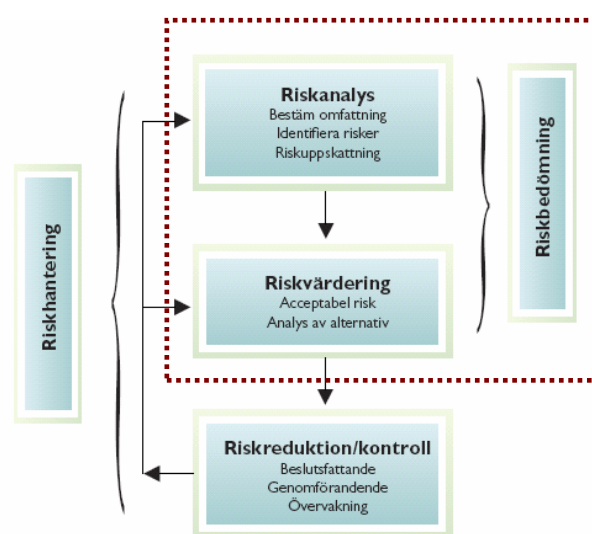 Riskhantering
Riskanalys
Bestäm omfattning
Identifiera risker
Riskuppskattning
Riskvärdering
Acceptabel risk
Analys av alternativ
Riskbedömning
Riskreduktion/kontroll
Beslutsfattande
Genomförandende
Övervakning